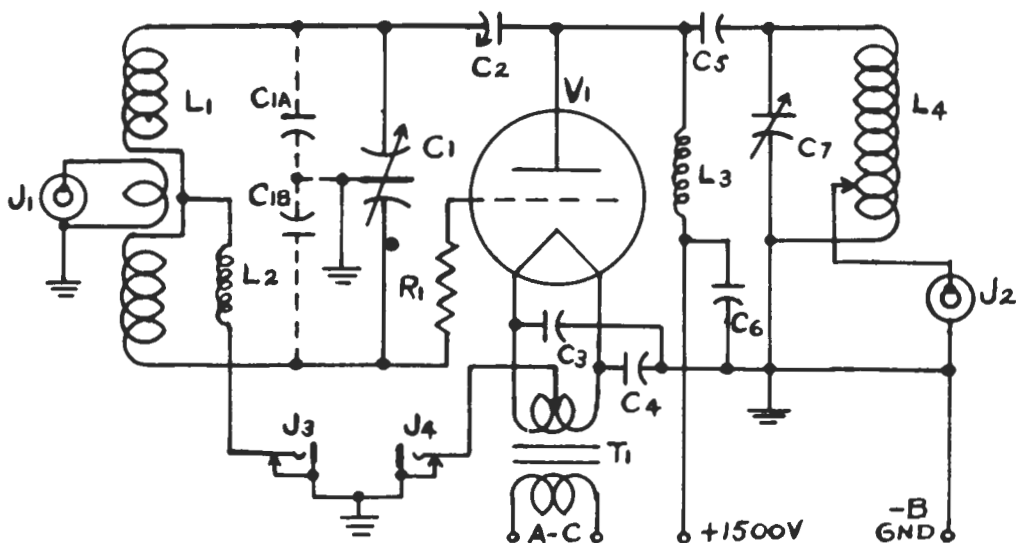 C2
C5
V1
L1
C1A
C1
C7
L4
J1
C1B
L3
L2
R1
J2
C3
C6
C4
J3
J4
T1
A-C
+1500V
-B
GND